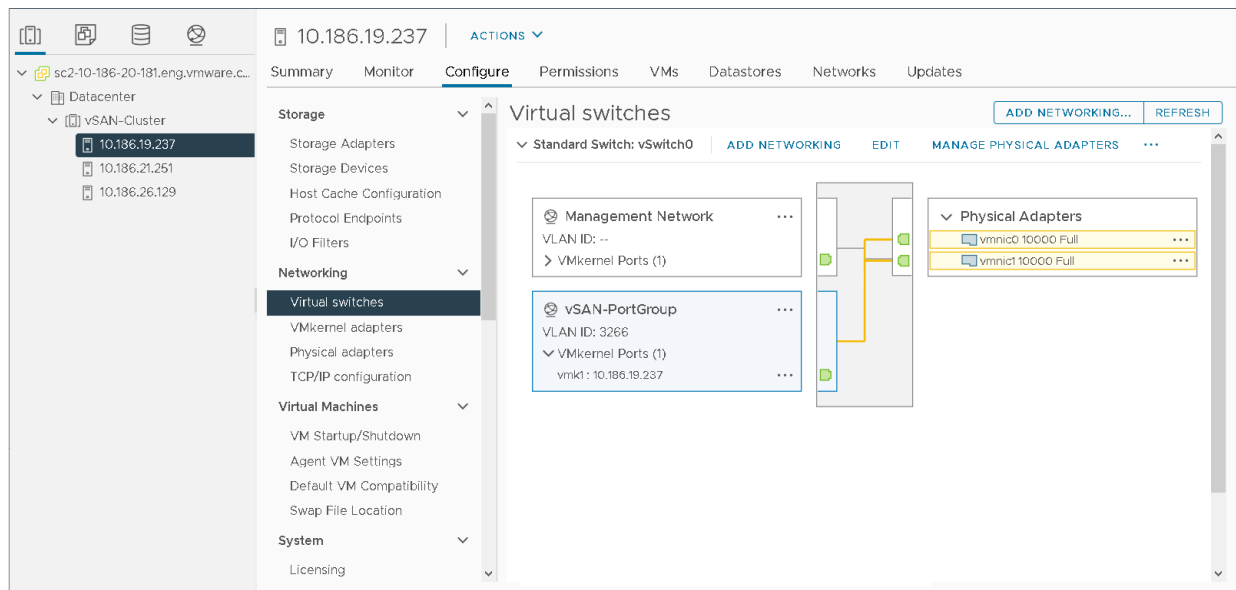 10.186.19.237
ACTIONS
sc2-10-186-20-181.eng.vmware.c...
Datacenter
vSAN-Cluster
10.186.19.237
10.186.21.251
10.186.26.129
Summary Monitor Configure Permissions VMs Datastores Networks Updates
Storage
Storage Adapters
Storage Devices
Host Cache Configuration
Protocol Endpoints
I/O Filters
Networking
Virtual switches
VMkernel adapters
Physical adapters
TCP/IP configuration
Virtual Machines
VM Startup/Shutdown
Agent VM Settings
Default VM Compatibility
Swap File Location
System
Licensing
Virtual switches
ADD NETWORKING... REFRESH
Standard Switch: vSwitch0 ADD NETWORKING EDIT MANAGE PHYSICAL ADAPTERS ...
Management Network ...
VLAN ID: --
VMkernel Ports (1)
vSAN-PortGroup ...
VLAN ID: 3266
VMkernel Ports (1)
vmk1 : 10.186.19.237 ...
Physical Adapters
vmnic0 10000 Full ...
vmnic1 10000 Full ...